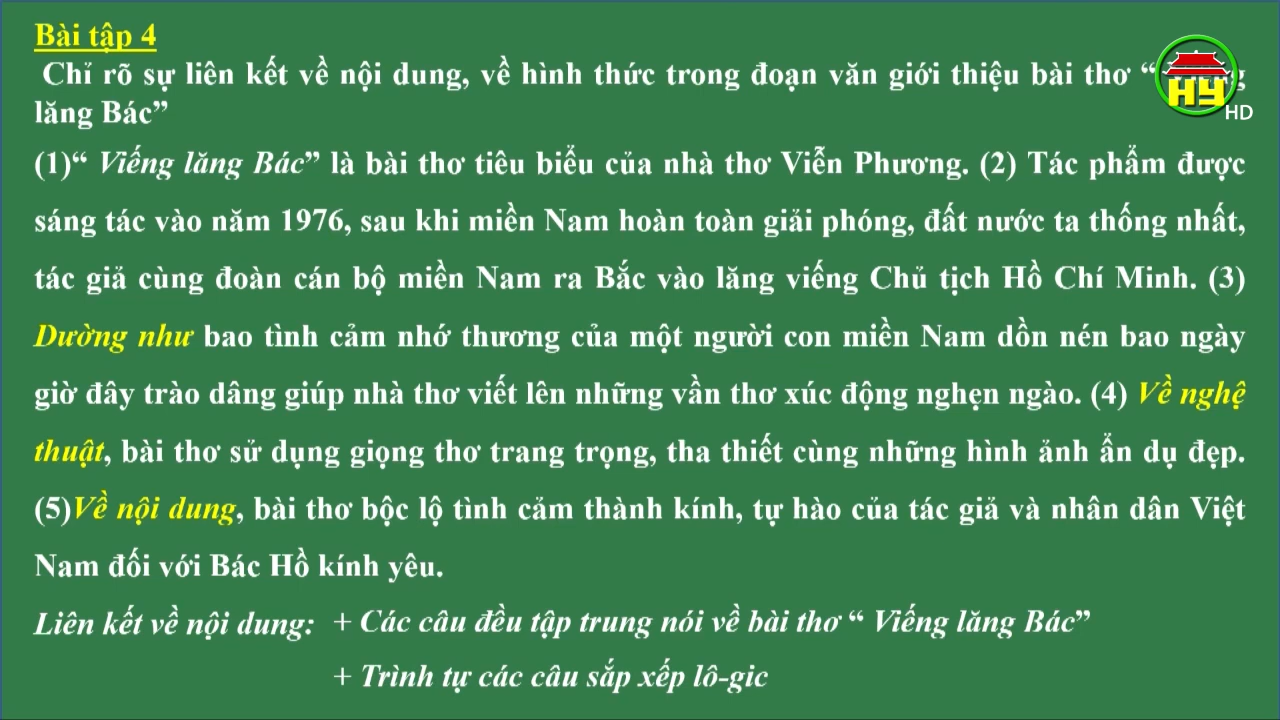 Bài tập 4
Chỉ rõ sự liên kết về nội dung, về hình thức trong đoạn văn giới thiệu bài thơ “
lăng Bác”
(1)“ Viếng lăng Bác” là bài thơ tiêu biểu của nhà thơ Viễn Phương. (2) Tác phẩm được
sáng tác vào năm 1976, sau khi miền Nam hoàn toàn giải phóng, đất nước ta thống nhất,
tác giả cùng đoàn cán bộ miền Nam ra Bắc vào lăng viếng Chủ tịch Hồ Chí Minh. (3)
Dường như bao tình cảm nhớ thương của một người con miền Nam dồn nén bao ngày
giờ đây trào dâng giúp nhà thơ viết lên những vần thơ xúc động nghẹn ngào. (4) Về nghệ
thuật, bài thơ sử dụng giọng thơ trang trọng, tha thiết cùng những hình ảnh ẩn dụ đẹp.
(5)Về nội dung, bài thơ bộc lộ tình cảm thành kính, tự hào của tác giả và nhân dân Việt
Nam đối với Bác Hồ kính yêu.
Liên kết về nội dung: + Các câu đều tập trung nói về bài thơ “ Viếng lăng Bác”
+ Trình tự các câu sắp xếp lô-gic
HY
HD